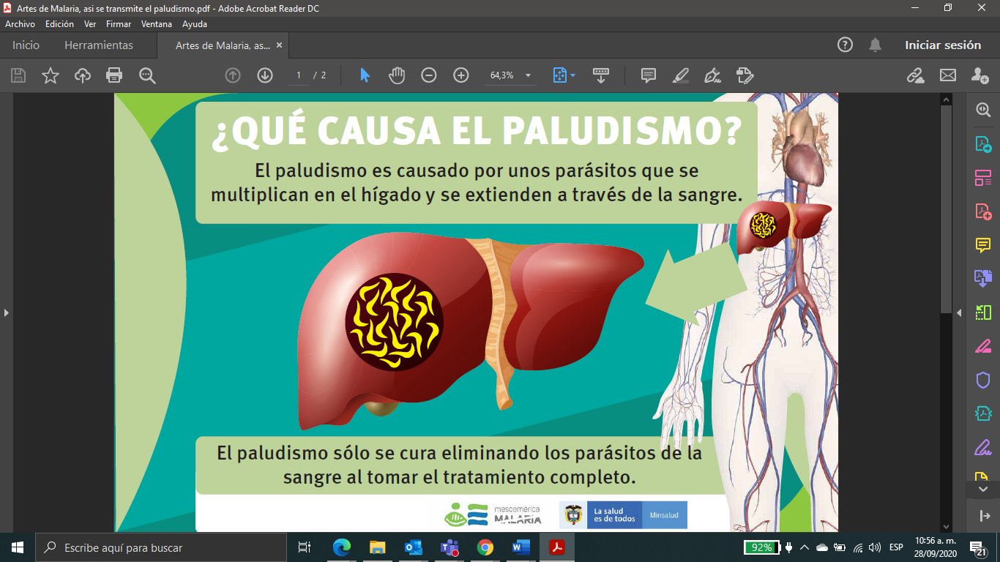 Artes de Malaria, asi se transmite el paludismo.pdf - Adobe Acrobat Reader DC
Archivo Edición Ver Firmar Ventana Ayuda
Inicio Herramientas Artes de Malaria, as... × Iniciar sesión
1 / 2 64,3%
¿QUÉ CAUSA EL PALUDISMO?
El paludismo es causado por unos parásitos que se
multiplican en el hígado y se extienden a través de la sangre.
El paludismo sólo se cura eliminando los parásitos de la
sangre al tomar el tratamiento completo.
mesoamérica
MALARIA
La salud
es de todos
Minsalud
Escribe aquí para buscar
92%
ESP
10:56 a. m.
28/09/2020
21